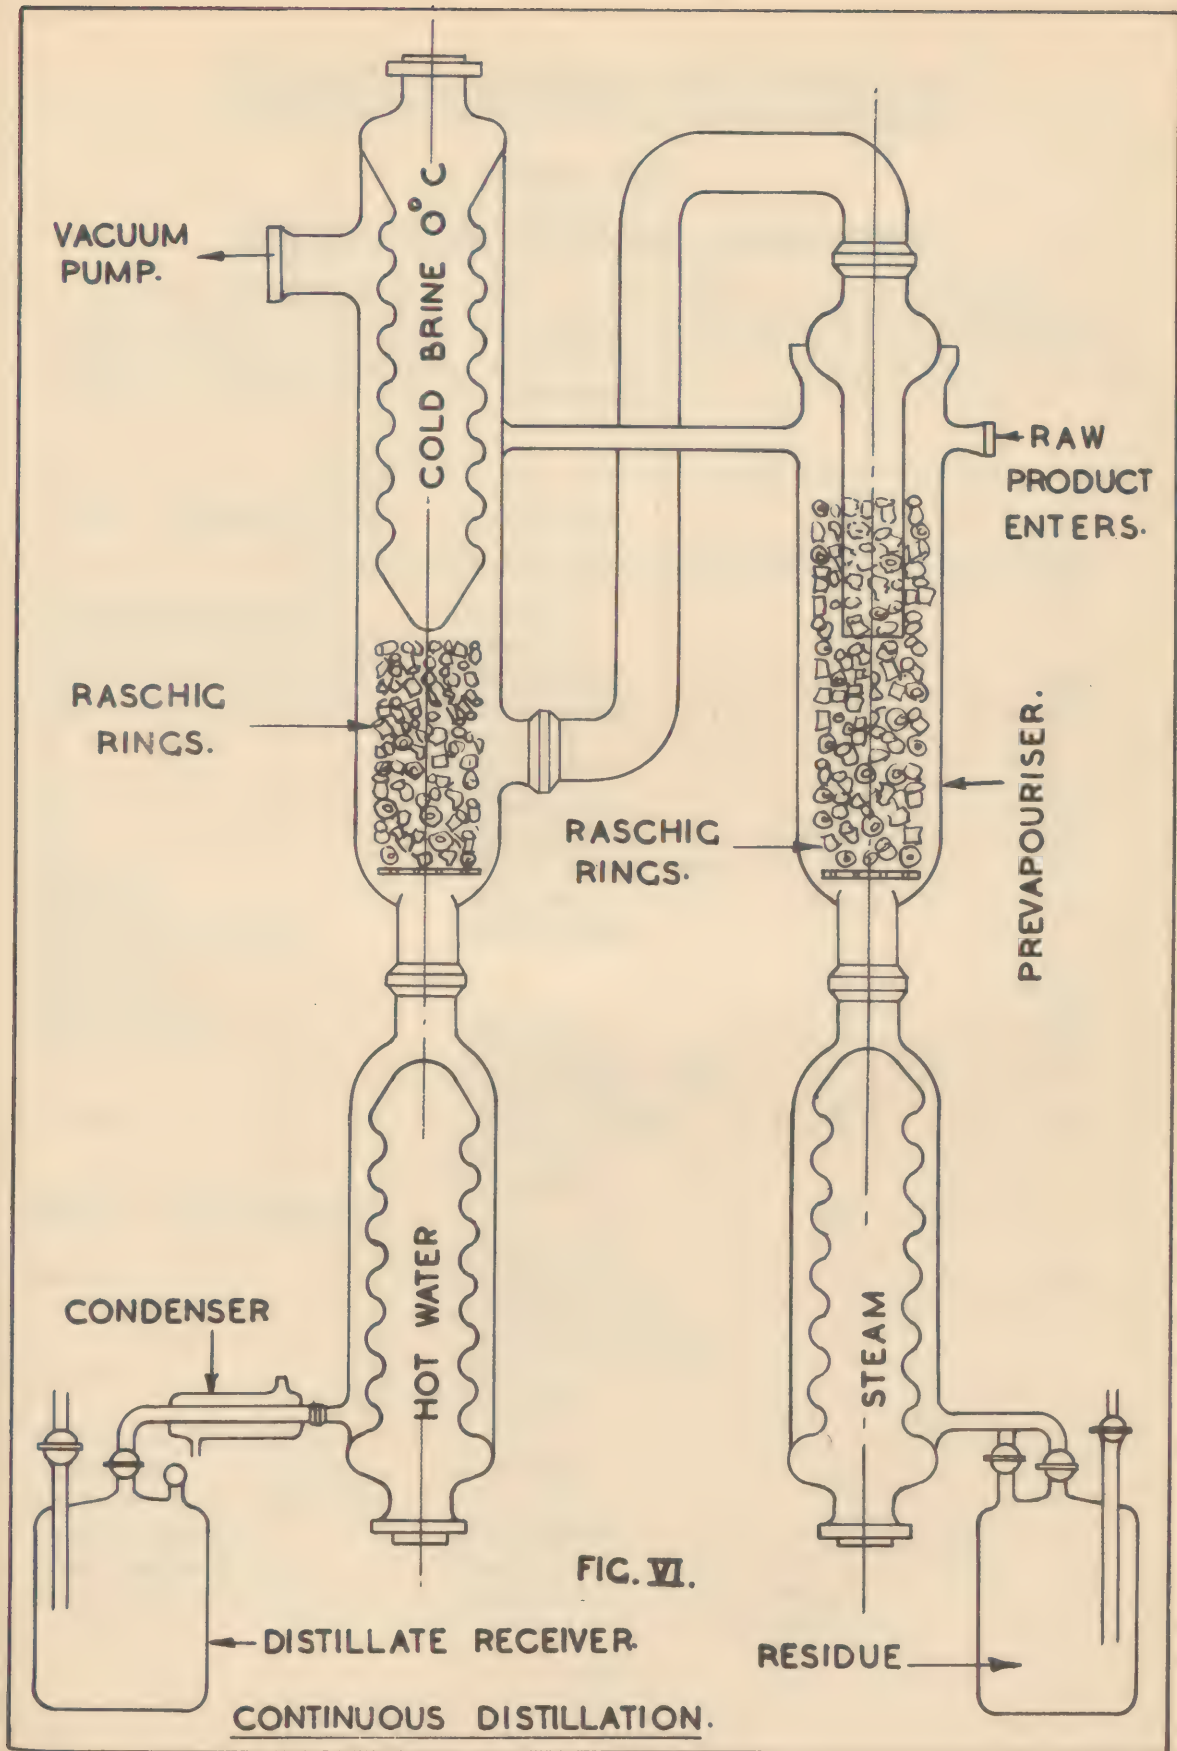 VACUUM
PUMP.
COLD BRINE 0°C
RAW
PRODUCT
ENTERS.
RASCHIG
RINGS.
RASCHIG
RINGS.
PREVAPOURISER.
HOT WATER
STEAM
CONDENSER
FIG. VI.
DISTILLATE RECEIVER.
RESIDUE
CONTINUOUS DISTILLATION.